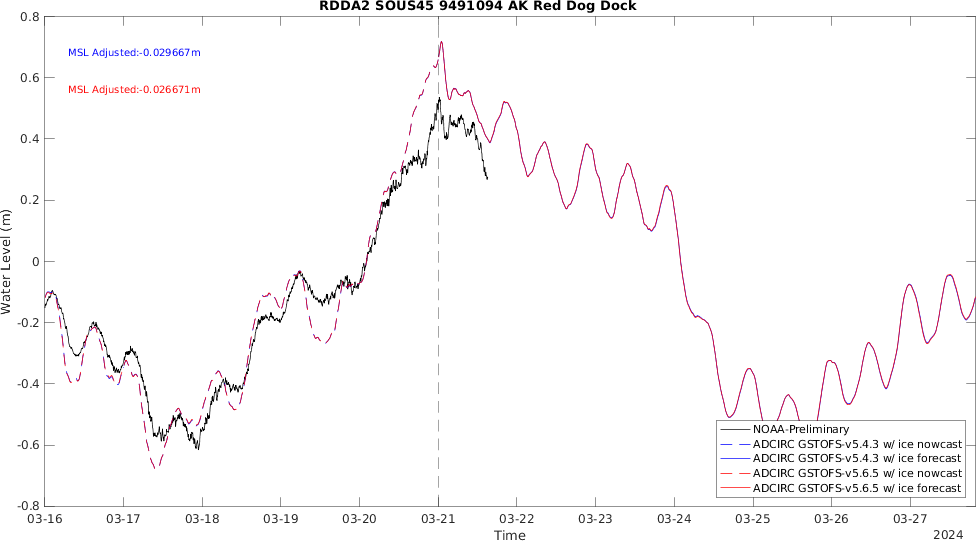 RDDA2 SOUS45 9491094 AK Red Dog Dock
MSL Adjusted:-0.029667m
MSL Adjusted:-0.026671m
Water Level (m)
0.8
0.6
0.4
0.2
0
-0.2
-0.4
-0.6
-0.8
NOAA-Preliminary
ADCIRC GSTOFS-v5.4.3 w/ ice nowcast
ADCIRC GSTOFS-v5.4.3 w/ ice forecast
ADCIRC GSTOFS-v5.6.5 w/ ice nowcast
ADCIRC GSTOFS-v5.6.5 w/ ice forecast
03-16 03-17 03-18 03-19 03-20 03-21 03-22 03-23 03-24 03-25 03-26 03-27
Time
2024